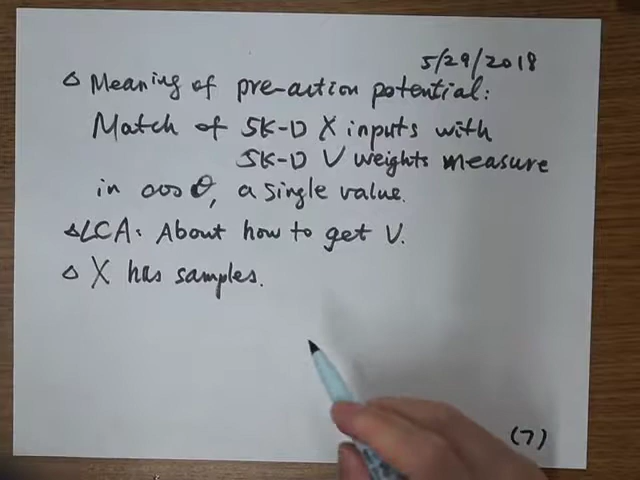 5/29/2018
△ Meaning of pre-action potential:
Match of 5K-D X inputs with
5K-D V weights measure
in cos θ, a single value.
△ LCA: About how to get V.
△ X has samples.
(7)